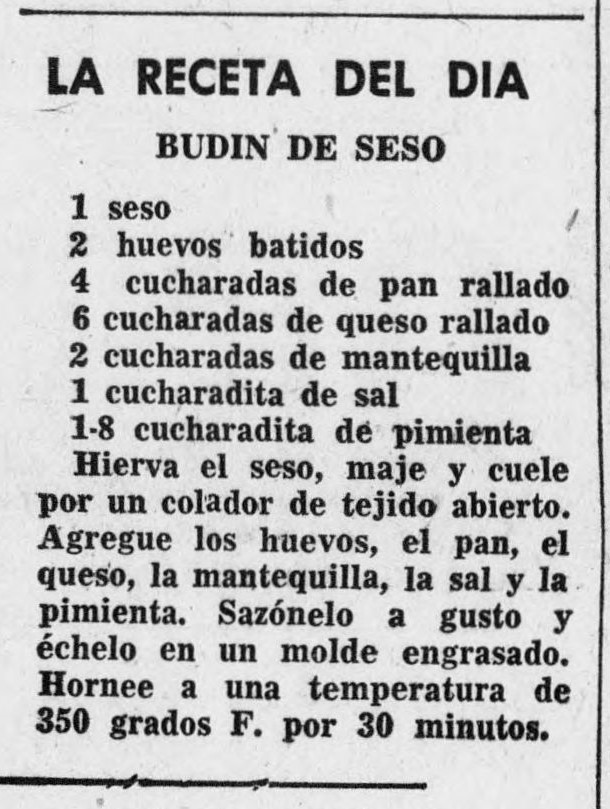 LA RECETA DEL DIA
BUDIN DE SESO
1 seso
2 huevos batidos
4 cucharadas de pan rallado
6 cucharadas de queso rallado
2 cucharadas de mantequilla
1 cucharadita de sal
1-8 cucharadita de pimienta
Hierva el seso, maje y cuele
por un colador de tejido abierto.
Agregue los huevos, el pan, el
queso, la mantequilla, la sal y la
pimienta. Sazónelo a gusto y
échelo en un molde engrasado.
Hornee a una temperatura de
350 grados F. por 30 minutos.